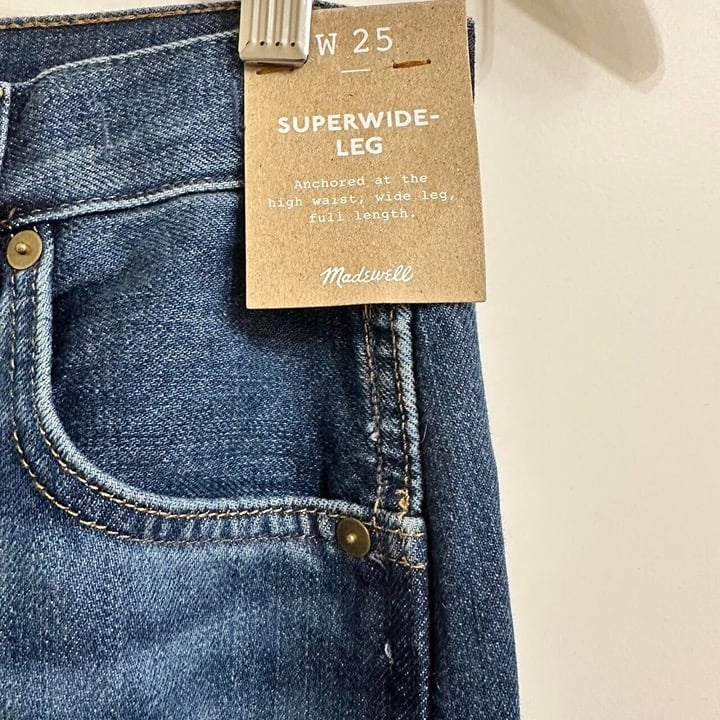 W 25
SUPERWIDE-
LEG
Anchored at the
high waist, wide leg,
full length.
Madewell